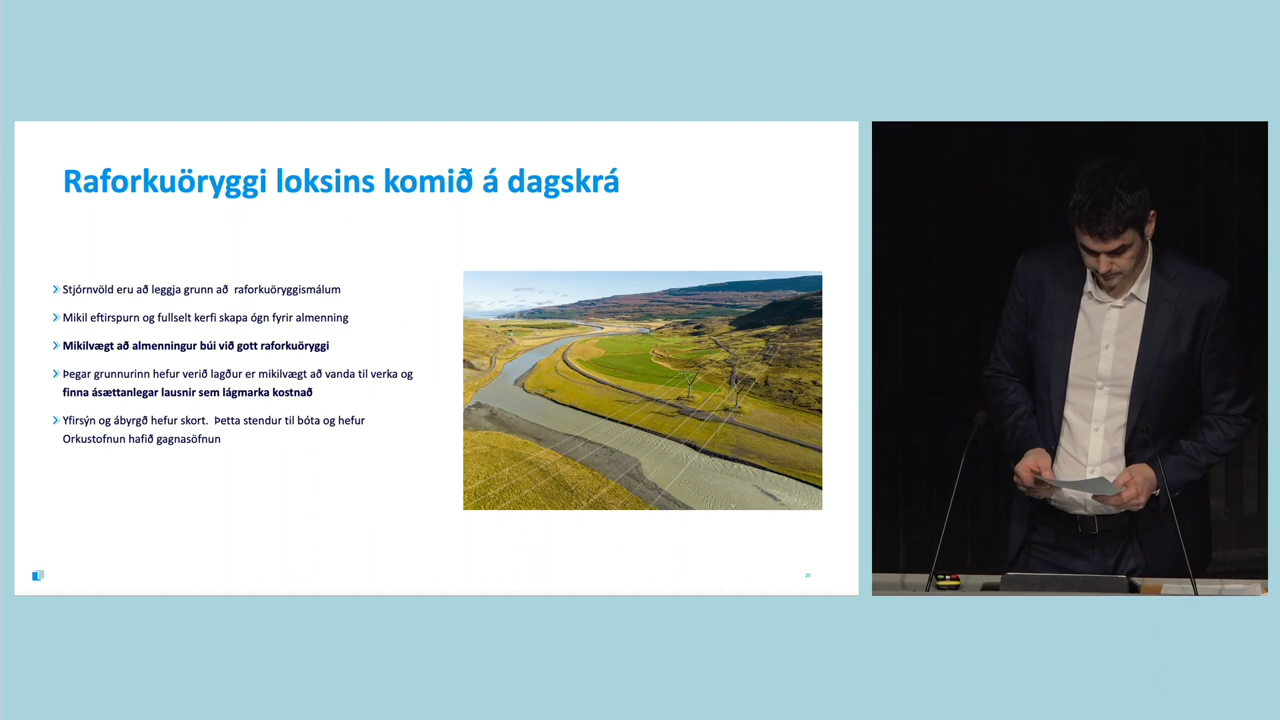 Raforkuöryggi loksins komið á dagskrá
Stjórnvöld eru að leggja grunn að raforkuöryggismálum
Mikil eftirspurn og fullselt kerfi skapa ógn fyrir almenning
Mikilvægt að almenningur búi við gott raforkuöryggi
Þegar grunnurinn hefur verið lagður er mikilvægt að vanda til verka og
finna ásættanlegar lausnir sem lágmarka kostnað
Yfirsýn og ábyrgð hefur skort. Þetta stendur til bóta og hefur
Orkustofnun hafið gagnasöfnun